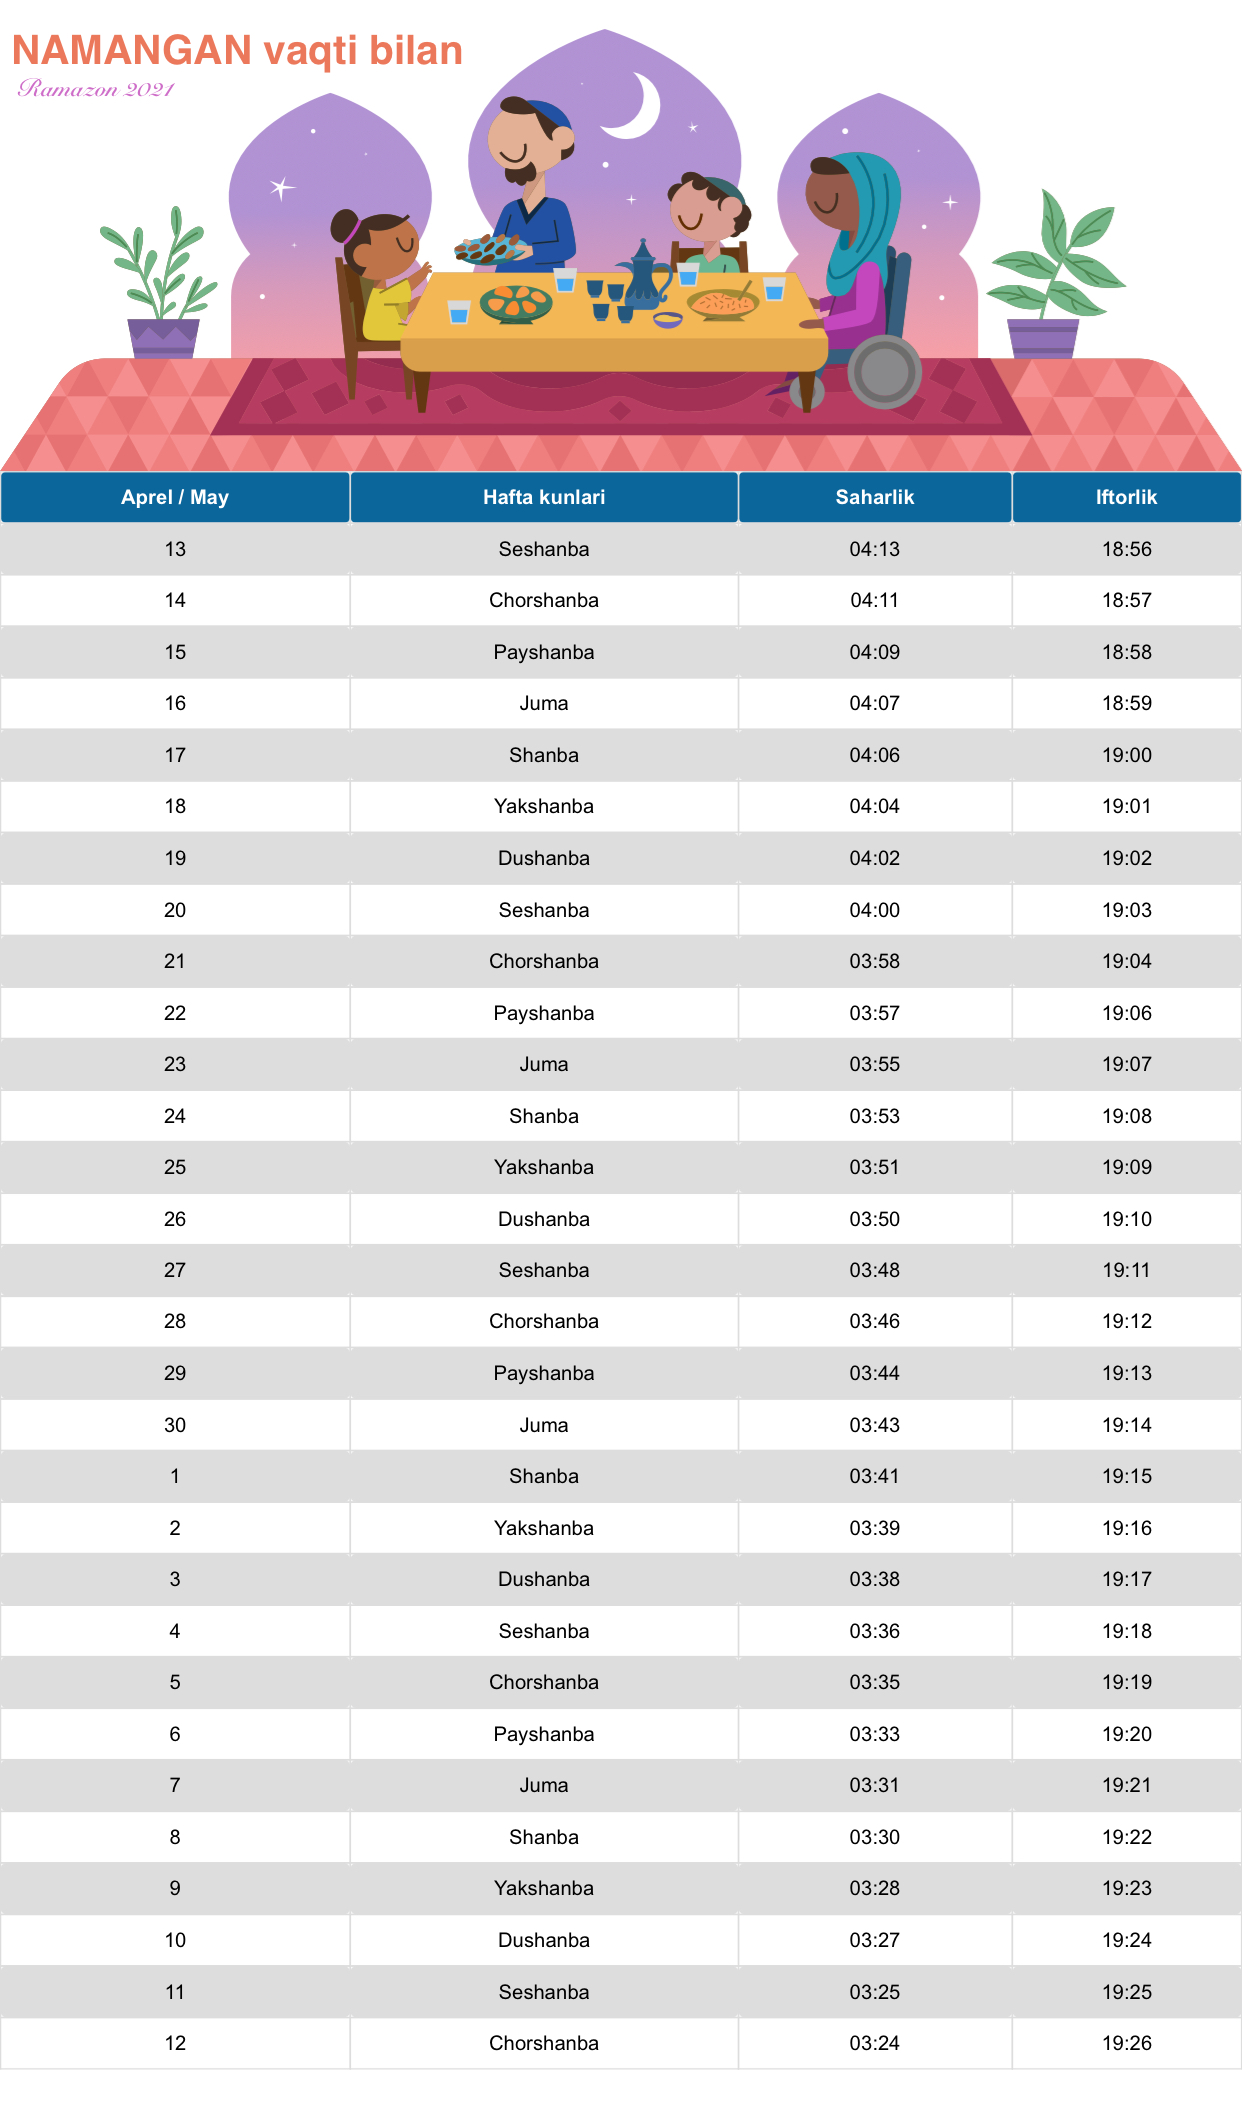 NAMANGAN vaqti bilan
Ramazon 2021
Aprel / May Hafta kunlari Saharlik Iftorlik
13 Seshanba 04:13 18:56
14 Chorshanba 04:11 18:57
15 Payshanba 04:09 18:58
16 Juma 04:07 18:59
17 Shanba 04:06 19:00
18 Yakshanba 04:04 19:01
19 Dushanba 04:02 19:02
20 Seshanba 04:00 19:03
21 Chorshanba 03:58 19:04
22 Payshanba 03:57 19:06
23 Juma 03:55 19:07
24 Shanba 03:53 19:08
25 Yakshanba 03:51 19:09
26 Dushanba 03:50 19:10
27 Seshanba 03:48 19:11
28 Chorshanba 03:46 19:12
29 Payshanba 03:44 19:13
30 Juma 03:43 19:14
1 Shanba 03:41 19:15
2 Yakshanba 03:39 19:16
3 Dushanba 03:38 19:17
4 Seshanba 03:36 19:18
5 Chorshanba 03:35 19:19
6 Payshanba 03:33 19:20
7 Juma 03:31 19:21
8 Shanba 03:30 19:22
9 Yakshanba 03:28 19:23
10 Dushanba 03:27 19:24
11 Seshanba 03:25 19:25
12 Chorshanba 03:24 19:26